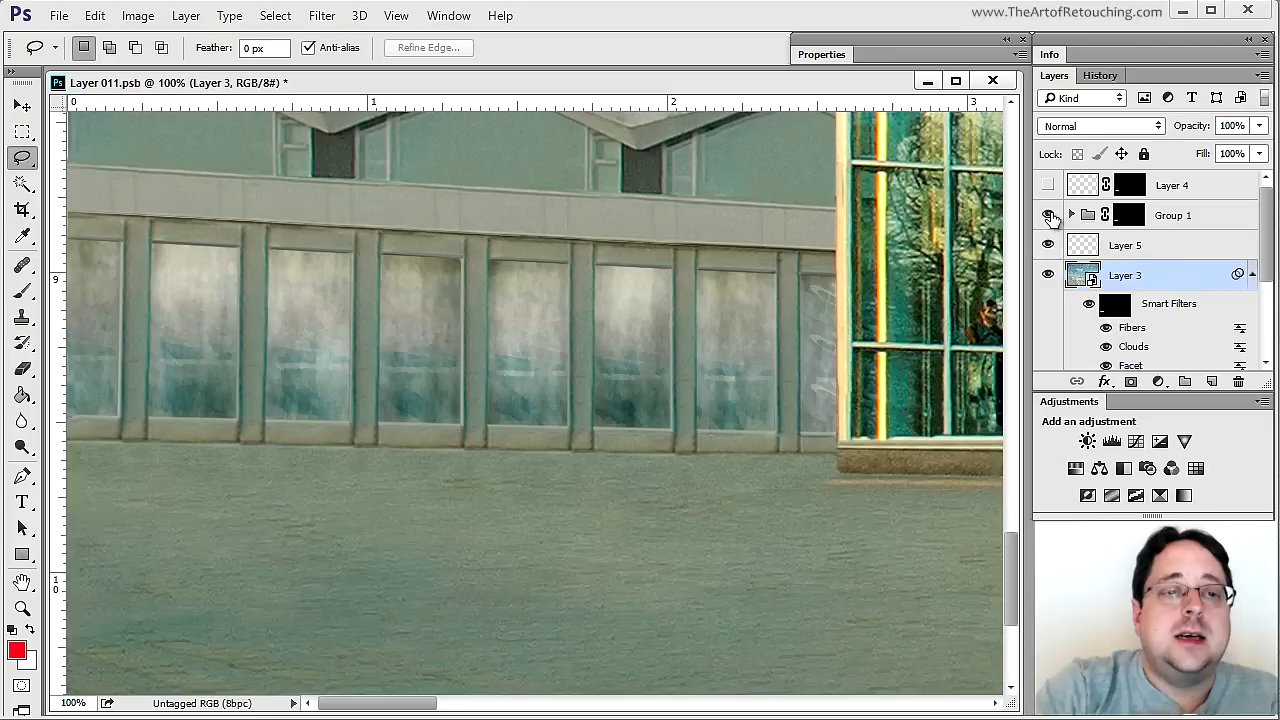 Ps File Edit Image Layer Type Select Filter 3D View Window Help www.TheArtofRetouching.com
Feather: 0 px Anti-alias Refine Edge... Properties Info
Layer 011.psb @ 100% (Layer 3, RGB/8#) * Layers History
0 1 2 3
Kind
Normal Opacity: 100%
Lock: Fill: 100%
Layer 4
Group 1
Layer 5
9
Layer 3
Smart Filters
Fibers
Clouds
Facet
Adjustments
Add an adjustment
1
0
100% Untagged RGB (8bpc)